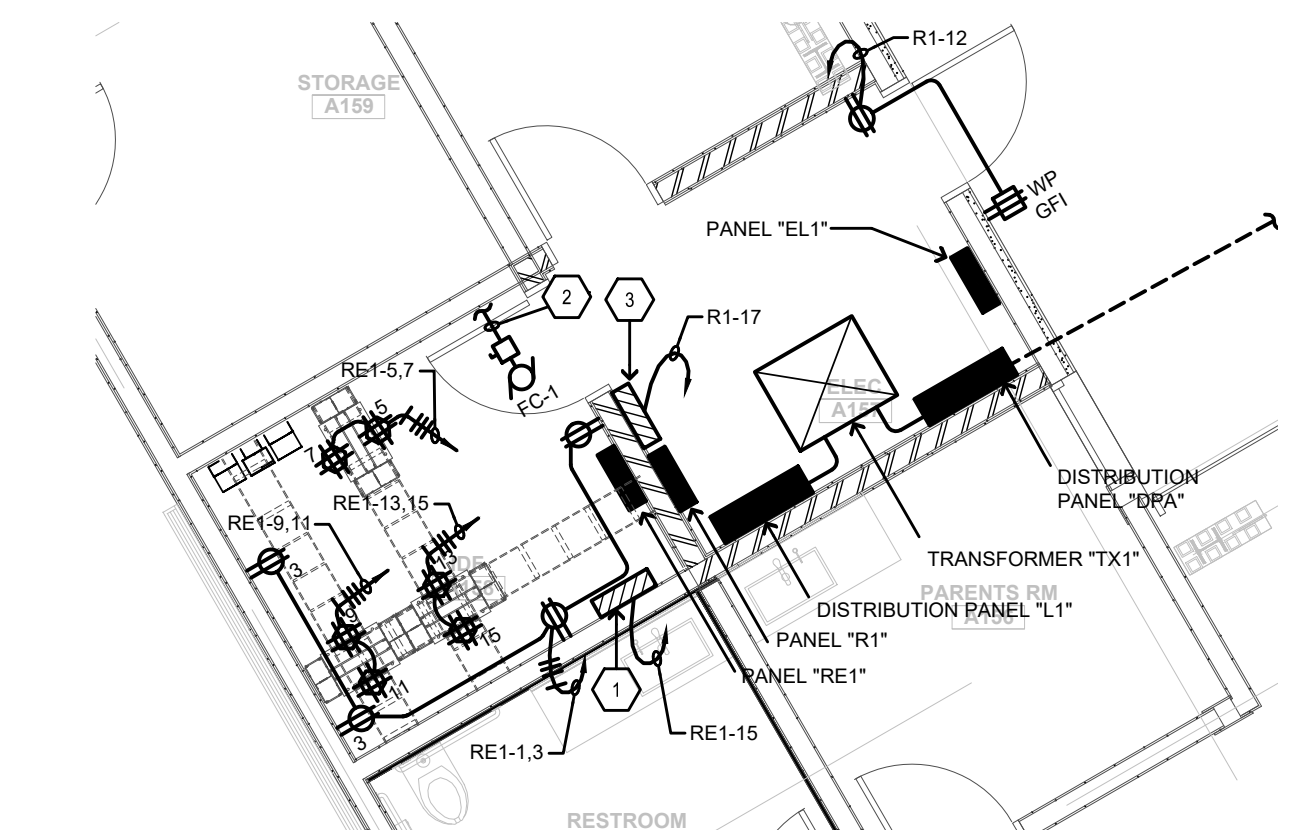 R1-12
STORAGE
A159
WP
GFI
PANEL "EL1"
2
3
R1-17
RE1-5,7
FC-1
ELEC
A157
5
7
DISTRIBUTION
PANEL "DPA"
RE1-13,15
RE1-9,11
TRANSFORMER "TX1"
3
13
PARENTS RM
A156
DISTRIBUTION PANEL "L1"
9
15
PANEL "R1"
PANEL "RE1"
11
1
3
RE1-15
RE1-1,3
RESTROOM